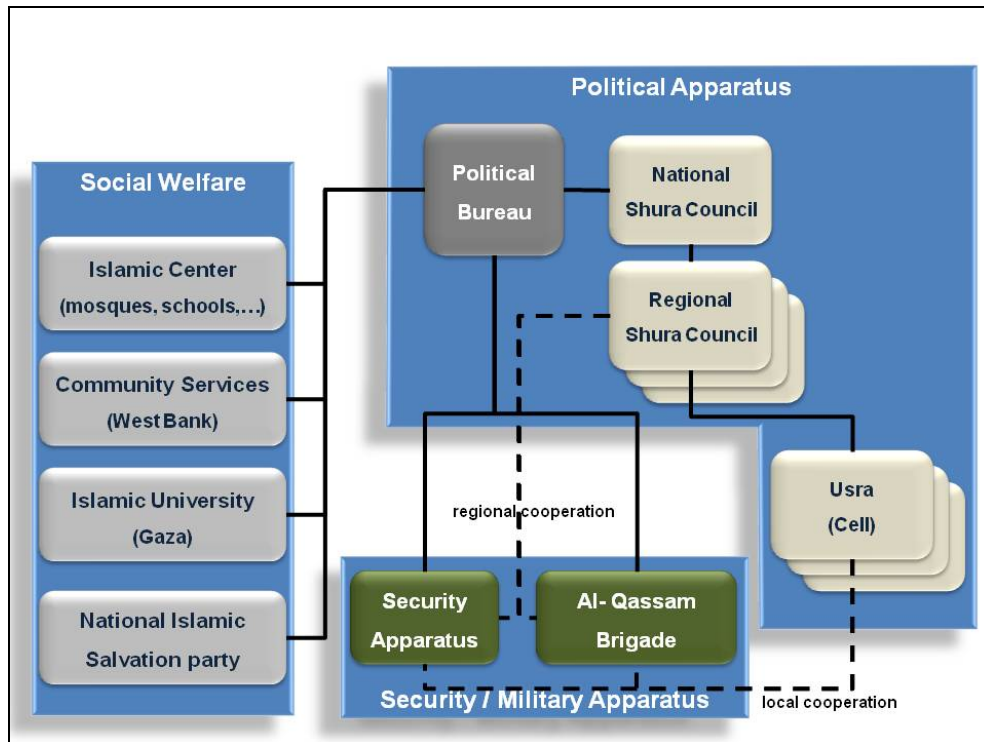 Political Apparatus
Political
Bureau
National
Shura Council
Regional
Shura Council
Usra
(Cell)
Social Welfare
Islamic Center
(mosques, schools,…)
Community Services
(West Bank)
Islamic University
(Gaza)
National Islamic
Salvation party
regional cooperation
Security
Apparatus
Al- Qassam
Brigade
Security / Military Apparatus
local cooperation